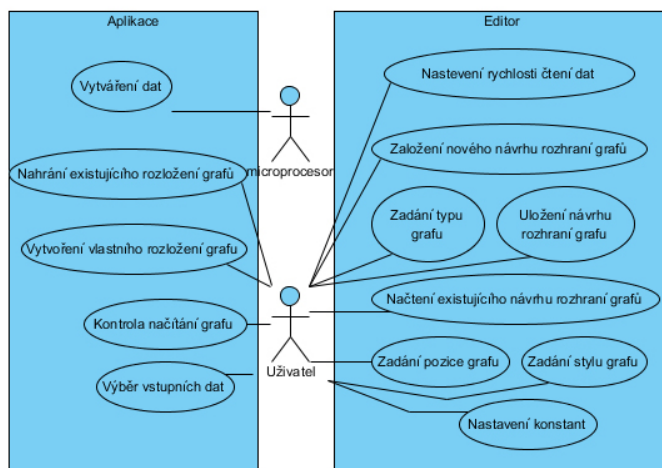 Aplikace
Vytváření dat
Nahrání existujícího rozložení grafů
Vytvoření vlastního rozložení grafu
Kontrola načítání grafu
Výběr vstupních dat
microprocesor
Uživatel
Editor
Nastevení rychlosti čtení dat
Založení nového návrhu rozhraní grafů
Zadání typu
grafu
Uložení návrhu
rozhraní grafu
Načtení existujícího návrhu rozhraní grafů
Zadání pozice grafu
Zadání stylu grafu
Nastavení konstant